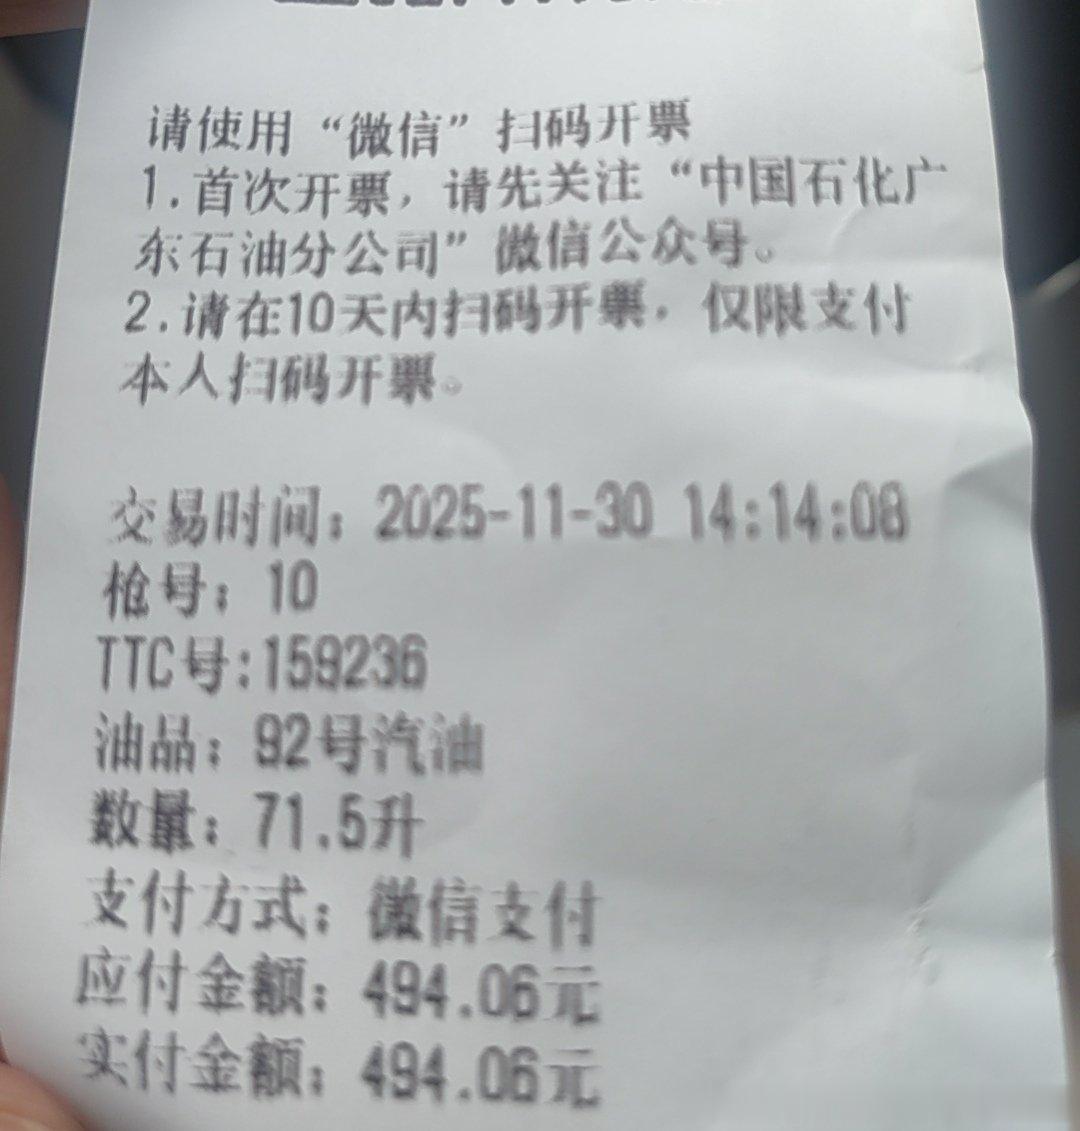 请使用“微信”扫码开票
1.首次开票，请先关注“中国石化广
东石油分公司”微信公众号。
2.请在10天内扫码开票，仅限支付
本人扫码开票。
交易时间：2025-11-30 14:14:08
枪号：10
TTC号:159236
油品：92号汽油
数量：71.5升
支付方式：微信支付
应付金额：494.06元
实付金额：494.06元